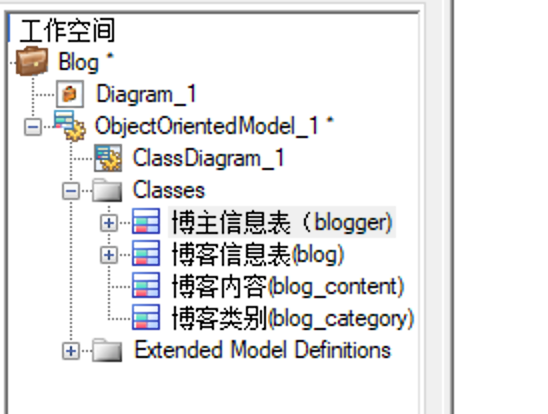 工作空间
Blog *
Diagram_1
ObjectOrientedModel_1 *
ClassDiagram_1
Classes
博主信息表（blogger)
博客信息表(blog)
博客内容(blog_content)
博客类别(blog_category)
Extended Model Definitions